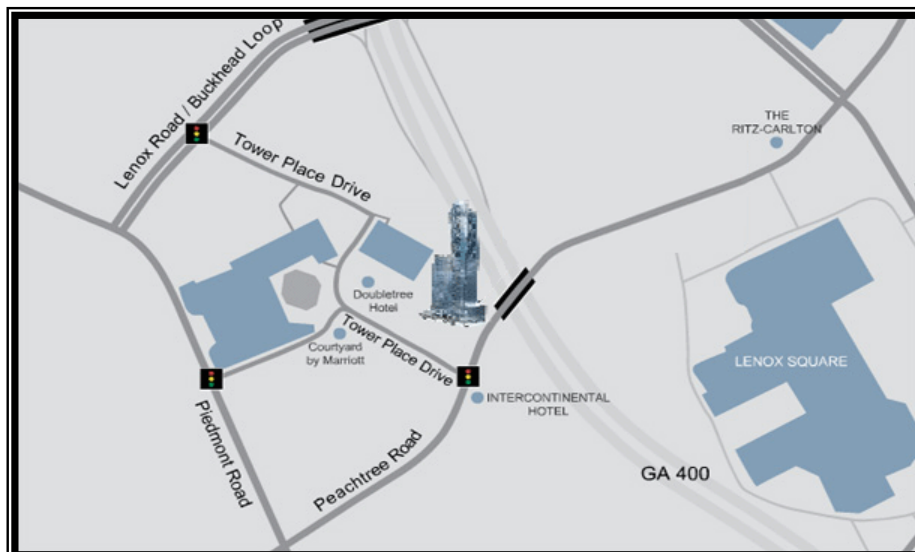 Lenox Road / Buckhead Loop
Tower Place Drive
THE
RITZ-CARLTON
Doubletree
Hotel
Courtyard
by Marriott
Tower Place Drive
LENOX SQUARE
INTERCONTINENTAL
HOTEL
Piedmont Road
Peachtree Road
GA 400